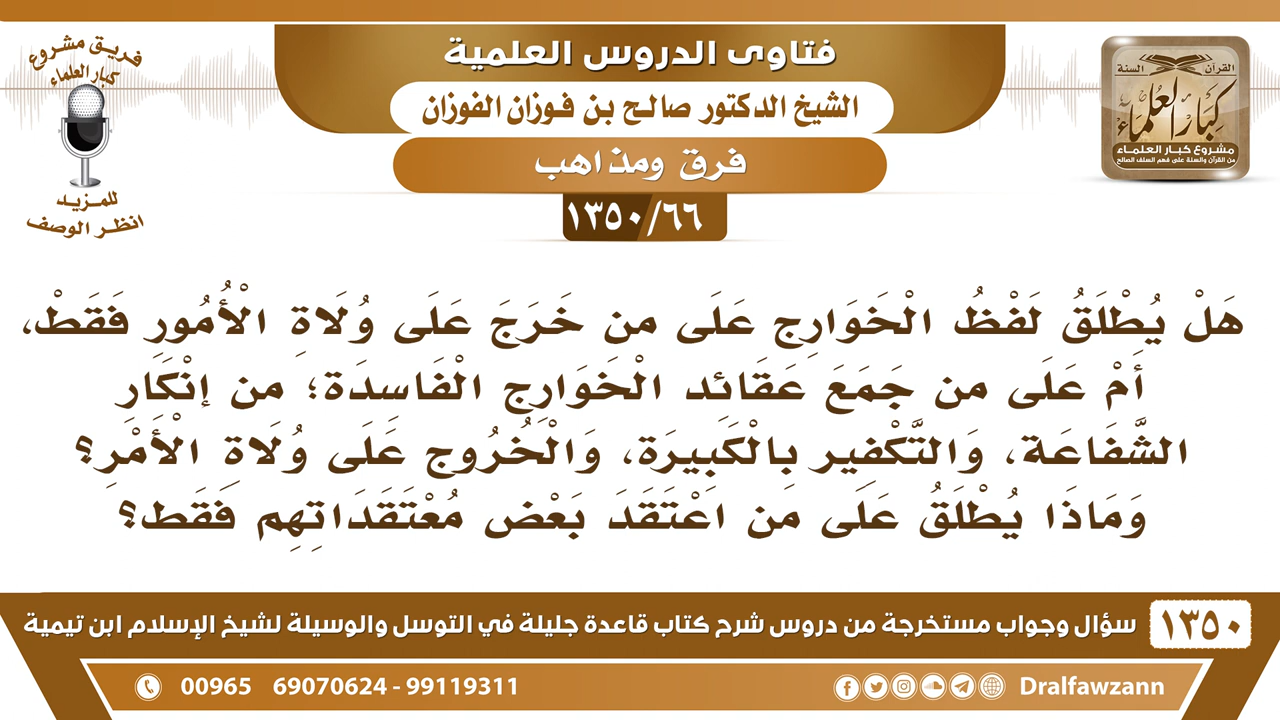 فتاوى الدروس العلمية
الشيخ الدكتور صالح بن فوزان الفوزان
فرق ومذاهب
١٣٥٠/٦٦
فريق مشروع
كبار العلماء
للمزيد
انظر الوصف
القرآن السنة
كبار العلماء
مشروع كبار العلماء
من القرآن والسنة على فهم السلف الصالح
هَلْ يُطْلَقُ لَفْظُ الْخَوَارِجِ عَلَى من خَرَجَ عَلَى وُلَاةِ الْأُمُورِ فَقَطْ،
أَمْ عَلَى من جَمَعَ عَقَائد الْخَوَارِجِ الْفَاسدَة؛ من إنْكَارِ
الشَّفَاعَة، وَالتَّكْفِيرِ بِالْكَبِيرَة، وَالْخُرُوجِ عَلَى وُلَاةِ الْأَمْرِ؟
وَمَاذَا يُطْلَقُ عَلَى من اعْتَقَدَ بَعْض مُعْتَقَدَاتِهِم فَقَط؟
١٣٥٠ سؤال وجواب مستخرجة من دروس شرح كتاب قاعدة جليلة في التوسل والوسيلة لشيخ الإسلام ابن تيمية
00965 69070624 - 99119311
Dralfawzann